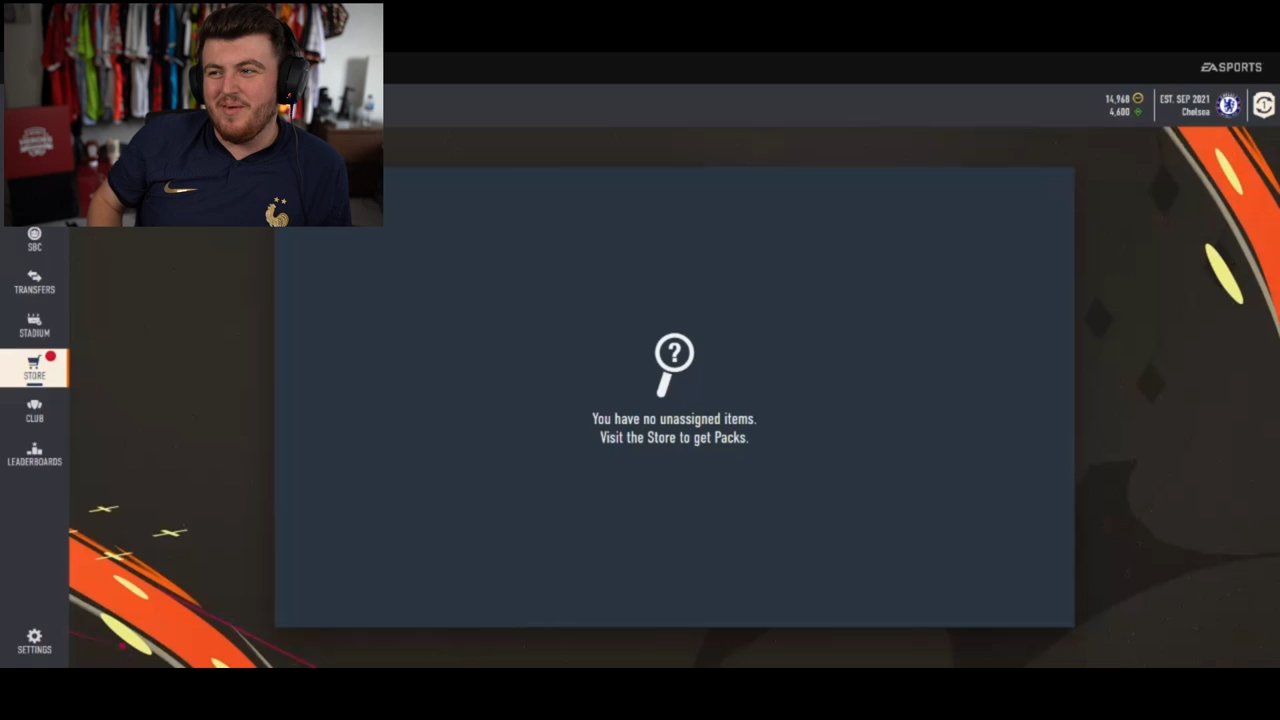 EA SPORTS
14,968
4,600
EST. SEP 2021
Chelsea
SBC
TRANSFERS
STADIUM
STORE
CLUB
LEADERBOARDS
SETTINGS
?
You have no unassigned items.
Visit the Store to get Packs.